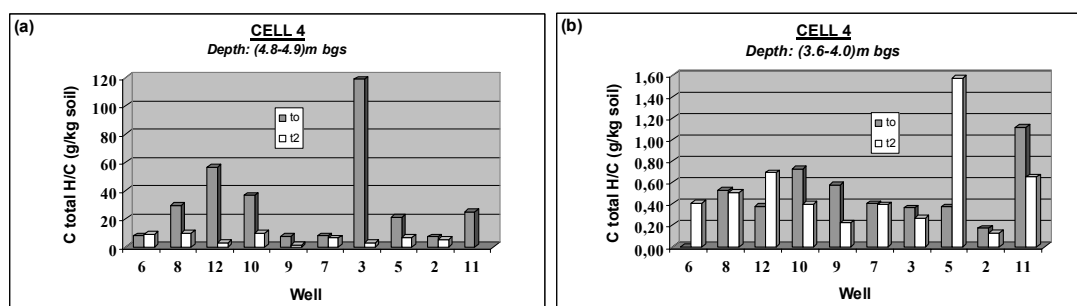 (a)
CELL 4
Depth: (4.8-4.9)m bgs
C total H/C (g/kg soil)
120
100
80
60
40
20
0
to
t2
6 8 12 10 9 7 3 5 2 11
Well
(b)
CELL 4
Depth: (3.6-4.0)m bgs
C total H/C (g/kg soil)
1,60
1,40
1,20
1,00
0,80
0,60
0,40
0,20
0,00
to
t2
6 8 12 10 9 7 3 5 2 11
Well